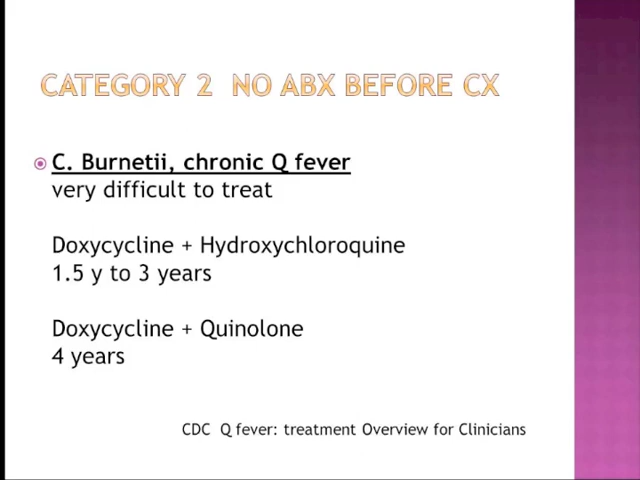 CATEGORY 2 NO ABX BEFORE CX
C. Burnetii, chronic Q fever
very difficult to treat
Doxycycline + Hydroxychloroquine
1.5 y to 3 years
Doxycycline + Quinolone
4 years
CDC Q fever: treatment Overview for Clinicians